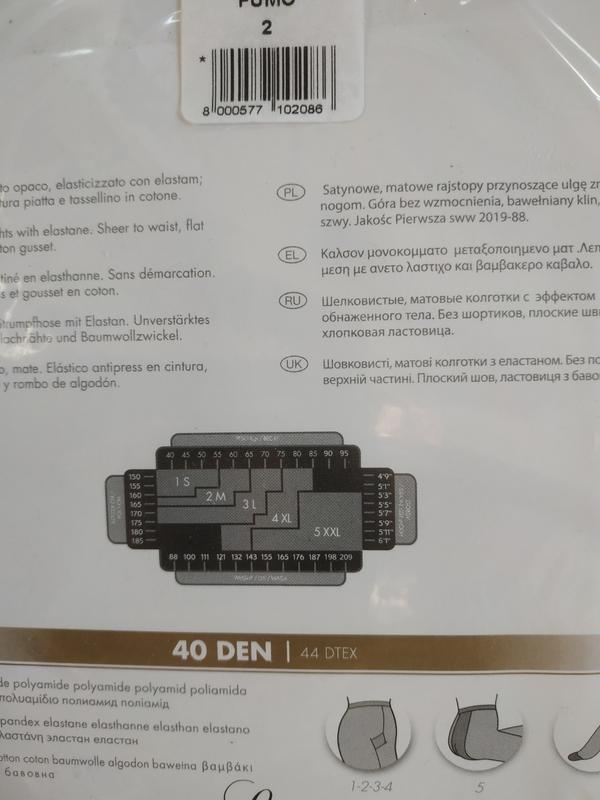 FUMO
2
* 8 000577 102086
to opaco, elasticizzato con elastam;
tura piatta e tassellino in cotone.
hts with elastane. Sheer to waist, flat
ton gusset.
tiné en elasthanne. Sans démarcation.
s et gousset en coton.
Strumpfhose mit Elastan. Unverstärktes
lachnähte und Baumwollzwickel.
o, mate. Elástico antipress en cintura,
y rombo de algodón.
PL Satynowe, matowe rajstopy przynoszące ulgę zm
nogom. Góra bez wzmocnienia, bawełniany klin,
szwy. Jakośc Pierwsza sww 2019-88.
EL Καλσον μονοκομματο μεταξοποιημενο ματ .Λεπ
μεση με ανετο λαστιχο και βαμβακερο καβαλο.
RU Шелковистые, матовые колготки с эффектом
обнаженного тела. Без шортиков, плоские шв
хлопковая ластовица.
UK Шовковисті, матові колготки з еластаном. Без по
верхній частині. Плоский шов, ластовиця з баво
40 45 50 55 60 65 70 75 80 85 90 95
150 1 S 4'9"
155 5'1"
160 2 M 5'3"
165 3 L 5'5"
170 5'7"
175 4 XL 5'9"
180 5 XXL 5'11"
185 6'1"
88 100 111 121 132 143 155 165 176 187 198 209
40 DEN | 44 DTEX
de polyamide polyamide polyamid poliamida
πολυαμίδιο полиамид поліамід
pandex elastane elasthanne elasthan elastano
λαστάνη эластан еластан
otton coton baumwolle algodon bawełna βαμβάκι
бавовна
1-2-3-4
5